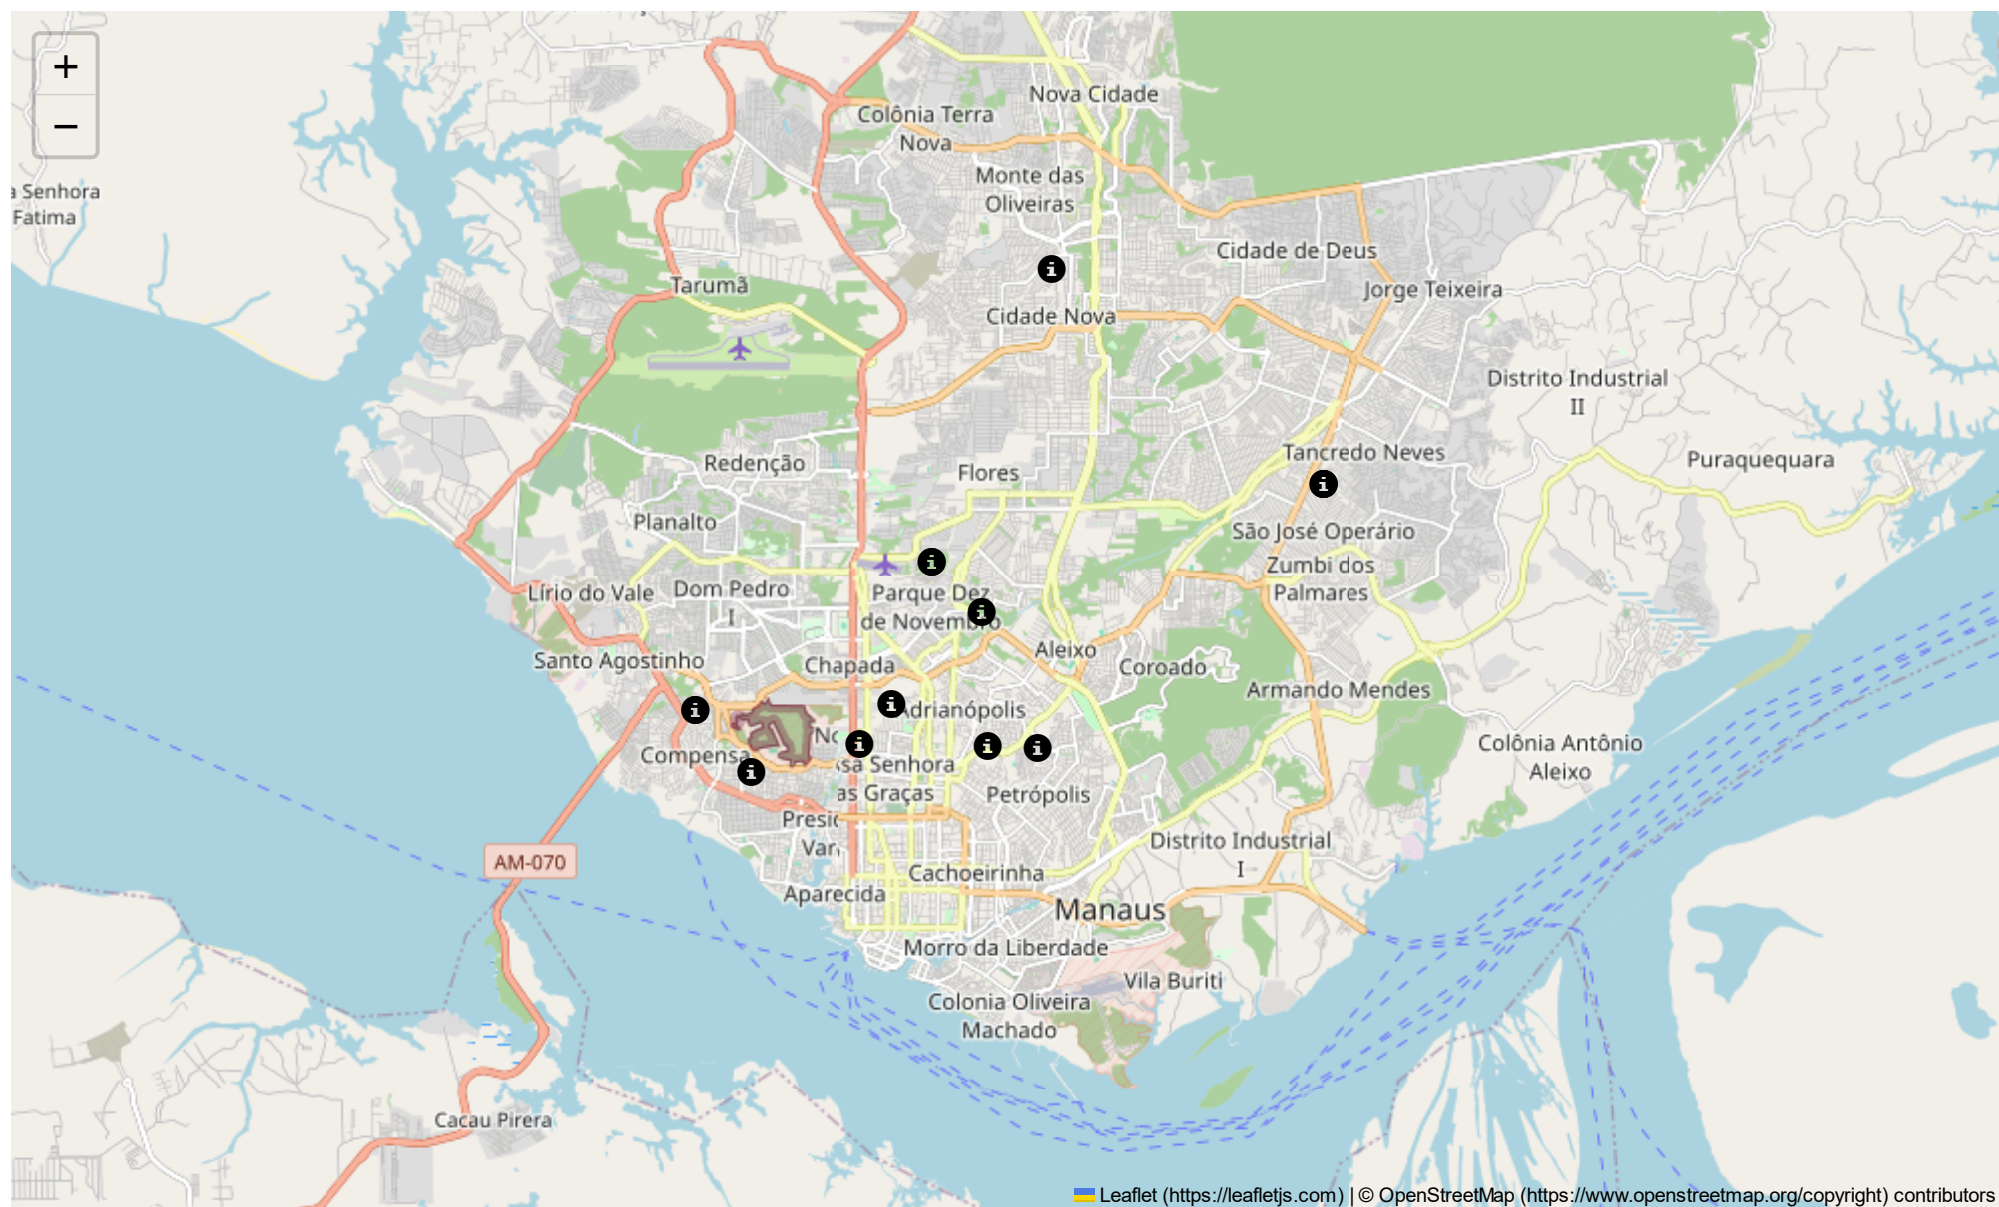 +
−
Nova Cidade
Colônia Terra
Nova
Monte das
Oliveiras
a Senhora
Fatima
Cidade de Deus
Tarumã
Jorge Teixeira
Cidade Nova
Distrito Industrial
II
Redenção
Flores
Tancredo Neves
Puraquequara
Planalto
São José Operário
Zumbi dos
Palmares
Lírio do Vale
Dom Pedro
I
Parque Dez
de Novembro
Santo Agostinho
Chapada
Aleixo
Coroado
Armando Mendes
Adrianópolis
Compensa
No
ssa Senhora
as Graças
Colônia Antônio
Aleixo
Petrópolis
Presid
Var
Distrito Industrial
I
AM-070
Cachoeirinha
Aparecida
Manaus
Morro da Liberdade
Vila Buriti
Colonia Oliveira
Machado
Cacau Pirera
Leaflet (https://leafletjs.com) | © OpenStreetMap (https://www.openstreetmap.org/copyright) contributors